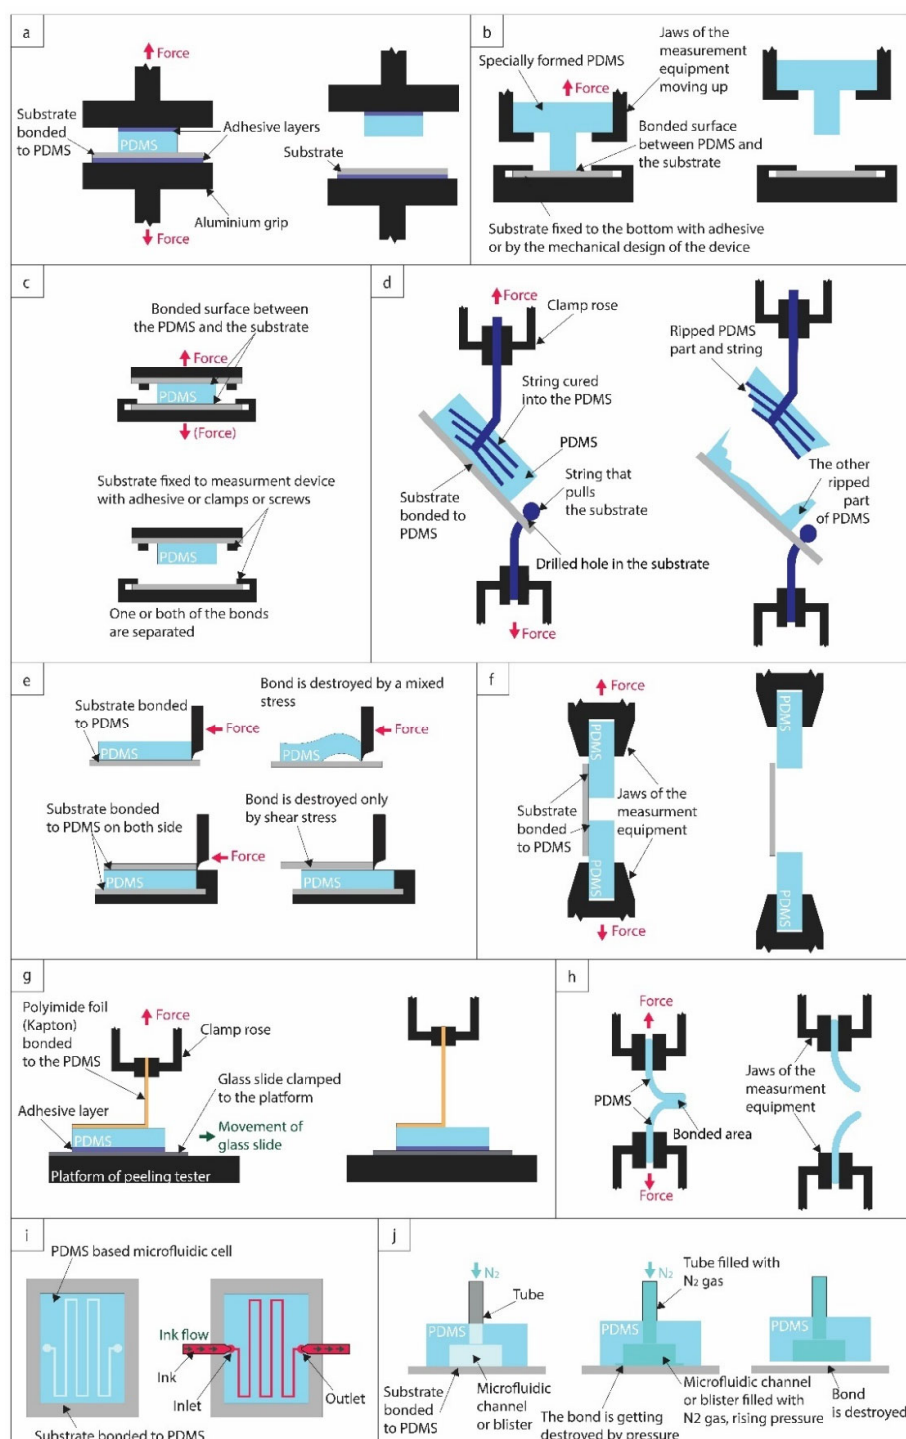 a
Force
Substrate
bonded
to PDMS
Adhesive layers
PDMS
Substrate
Aluminium grip
Force
b
Specially formed PDMS
Force
Jaws of the
measurement
equipment
moving up
Bonded surface
between PDMS and
the substrate
Substrate fixed to the bottom with adhesive
or by the mechanical design of the device
c
Bonded surface between
the PDMS and the substrate
Force
PDMS
(Force)
Substrate fixed to measurment device
with adhesive or clamps or screws
PDMS
One or both of the bonds
are separated
d
Force
Clamp rose
String cured
into the PDMS
PDMS
Substrate
bonded to
PDMS
String that
pulls
the substrate
Drilled hole in the substrate
Force
Ripped PDMS
part and string
The other
ripped
part
of PDMS
e
Substrate bonded
to PDMS
Force
PDMS
Bond is destroyed by a mixed
stress
Force
PDMS
Substrate bonded
to PDMS on both side
Force
PDMS
Bond is destroyed only
by shear stress
PDMS
f
Force
PDMS
Substrate
bonded
to PDMS
Jaws of the
measurment
equipment
PDMS
Force
PDMS
PDMS
g
Polyimide foil
(Kapton)
bonded
to the PDMS
Force
Clamp rose
Glass slide clamped
to the platform
Adhesive layer
PDMS
Movement of
glass slide
Platform of peeling tester
h
Force
PDMS
Bonded area
Force
Jaws of the
measurment
equipment
i
PDMS based microfluidic cell
Ink flow
Ink
Inlet
Outlet
Substrate bonded to PDMS
j
N2
Tube
PDMS
Substrate
bonded
to PDMS
Microfluidic
channel
or blister
N2
Tube filled with
N2 gas
PDMS
The bond is getting
destroyed by pressure
Microfluidic channel
or blister filled with
N2 gas, rising pressure
PDMS
Bond
is destroyed